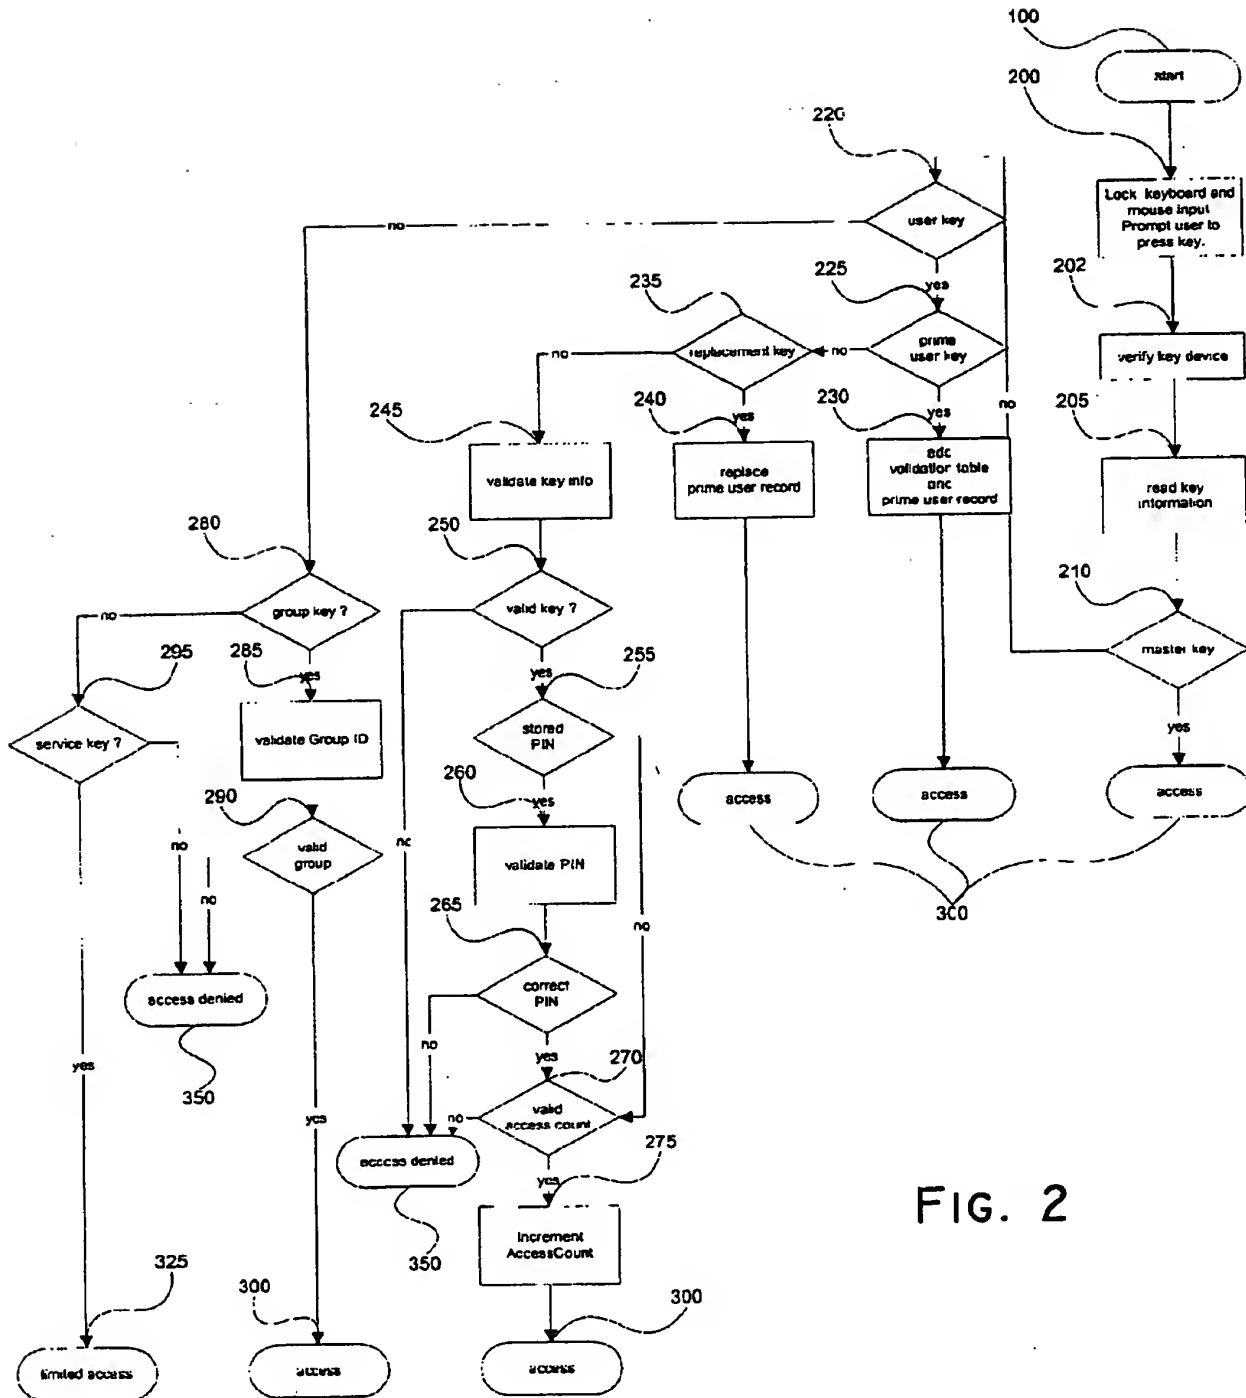 100
start
200
Lock keyboard and
mouse input
Prompt user to
press key.
202
verify key device
205
read key
information
210
master key
yes
access
no
220
user key
no
yes
225
prime
user key
no
yes
230
add
validation table
and
prime user record
access
235
replacement key
no
yes
240
replace
prime user record
access
300
245
validate key info
250
valid key ?
no
yes
255
stored
PIN
no
yes
260
validate PIN
265
correct
PIN
no
yes
270
valid
access count
no
yes
275
Increment
AccessCount
300
access
access denied
350
280
group key ?
no
yes
285
validate Group ID
290
valid
group
no
yes
300
access
295
service key ?
no
yes
access denied
350
325
limited access
FIG. 2